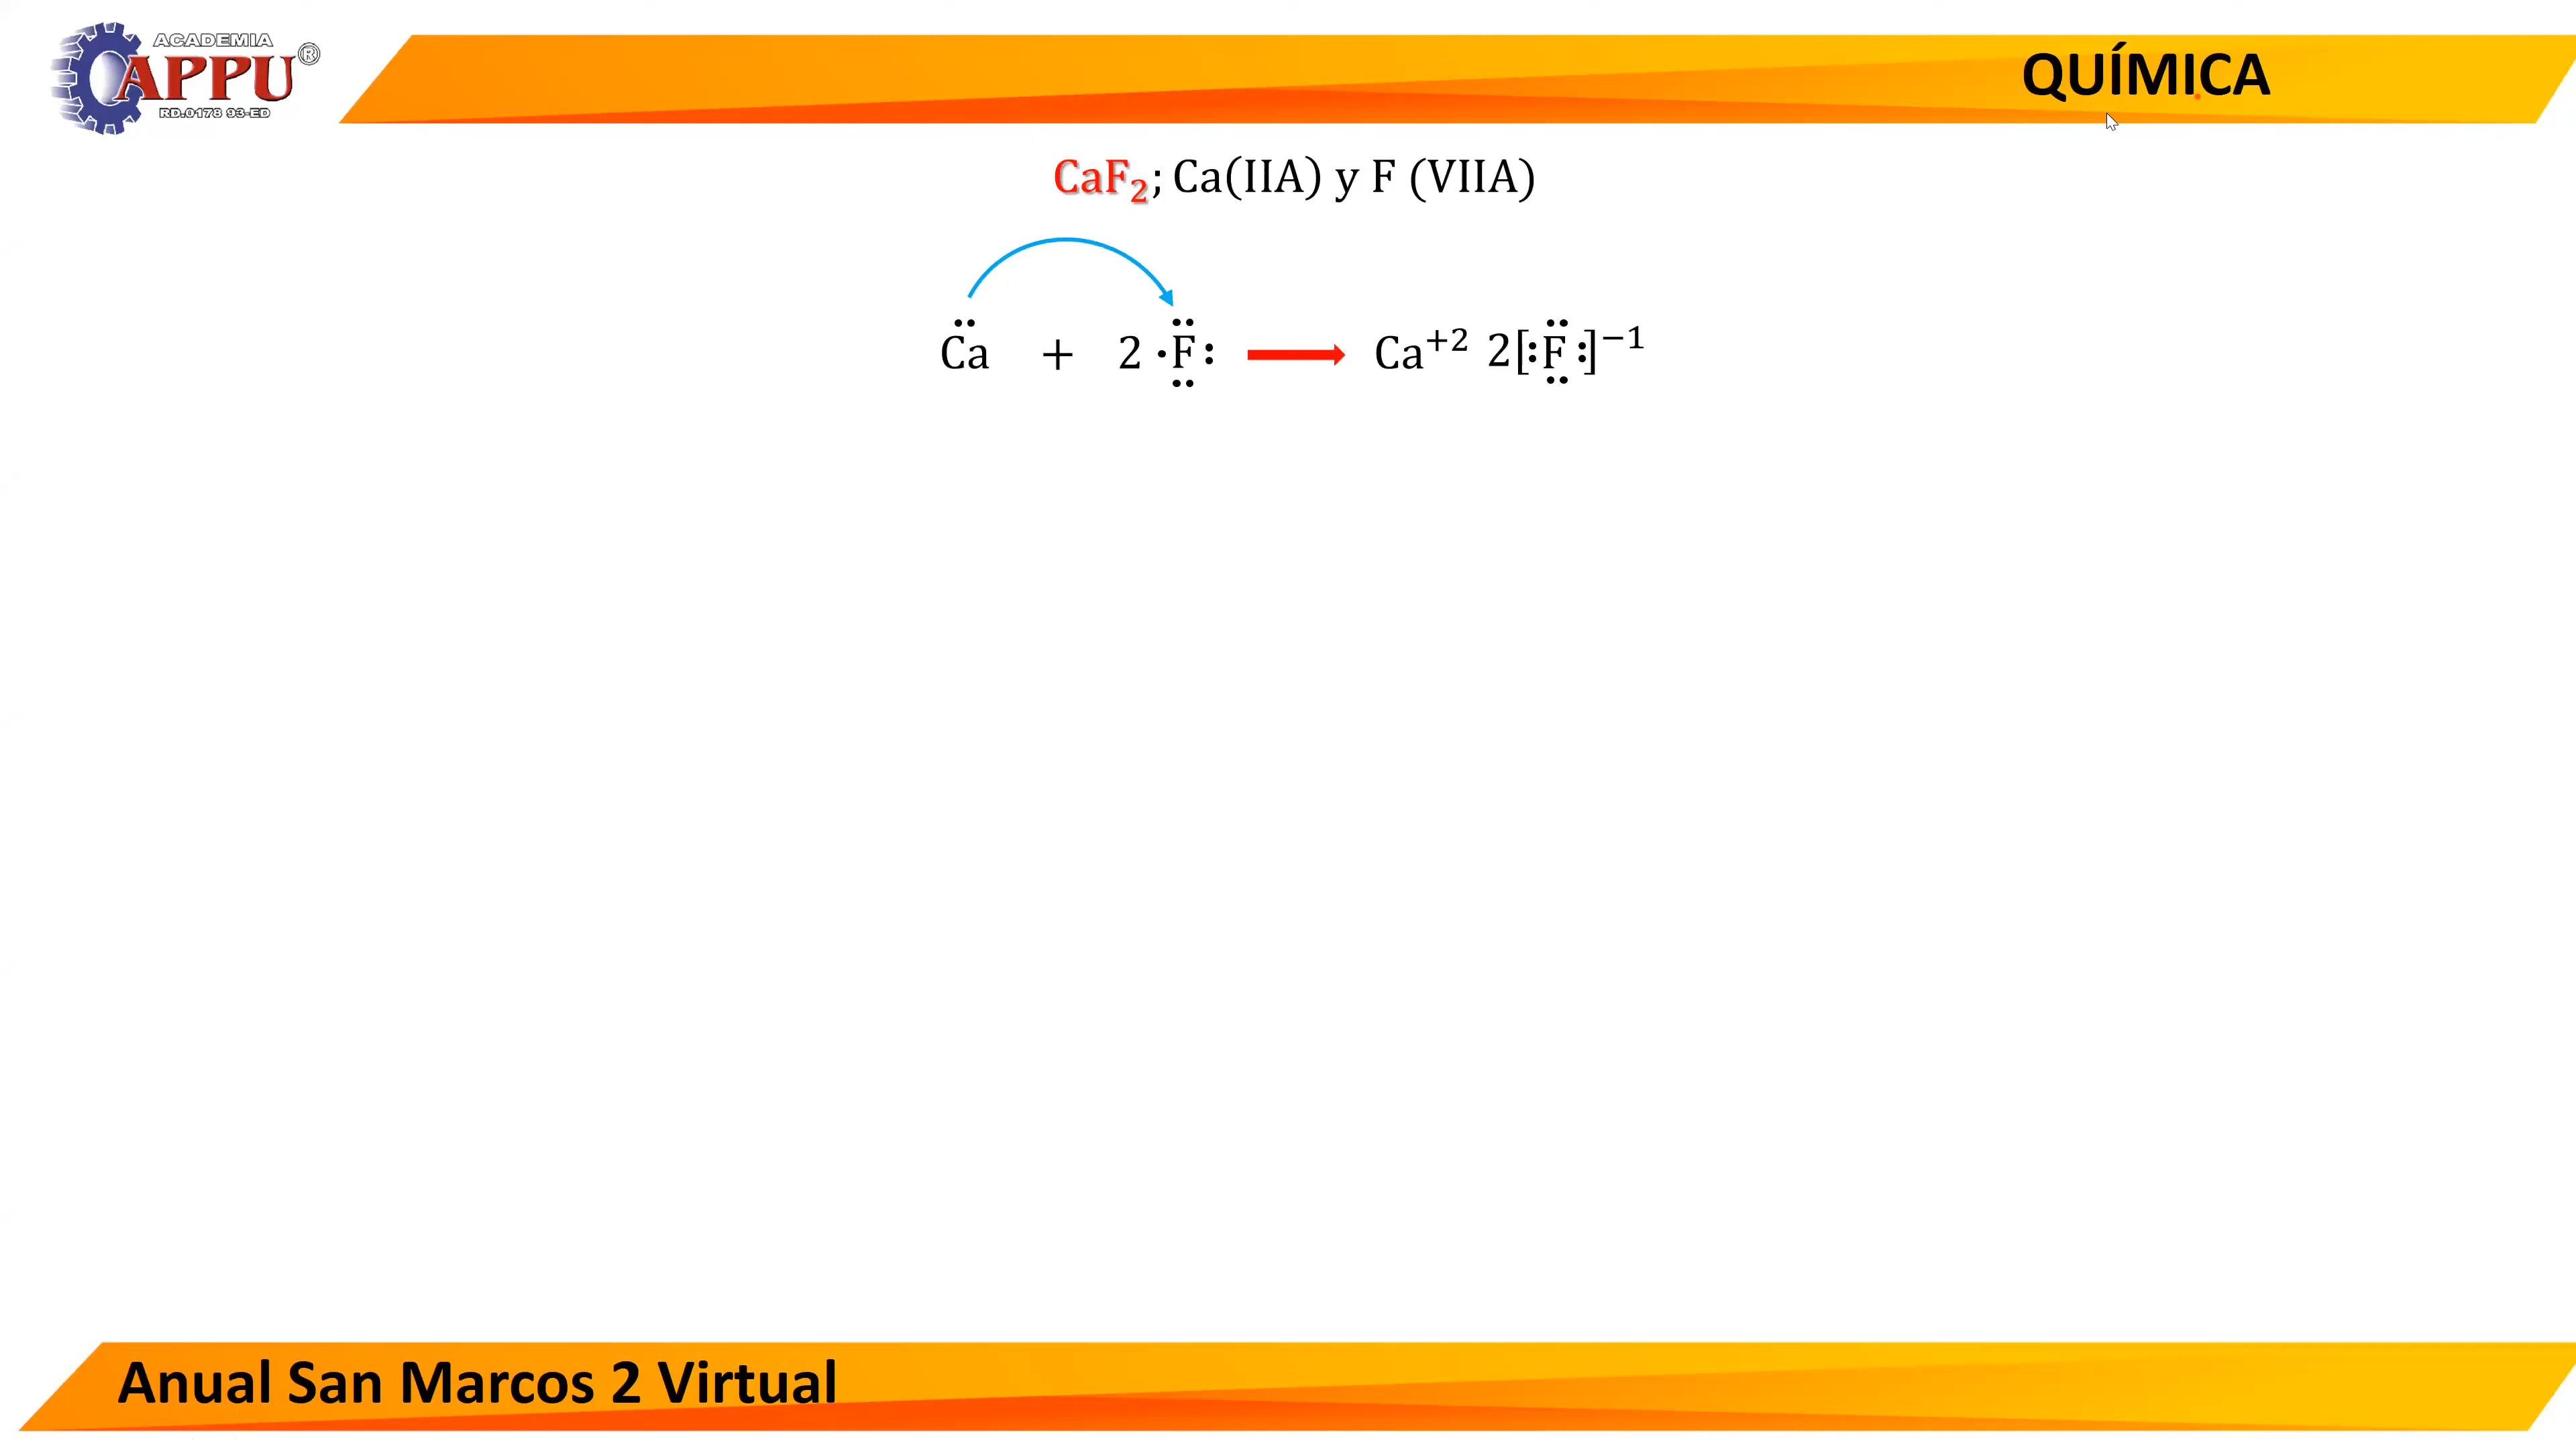 ACADEMIA
APPU ®
RD.0178 93-ED
QUÍMICA
CaF₂; Ca(IIA) y F (VIIA)
Ca + 2 F ⟶ Ca⁺² 2[F]⁻¹
Anual San Marcos 2 Virtual